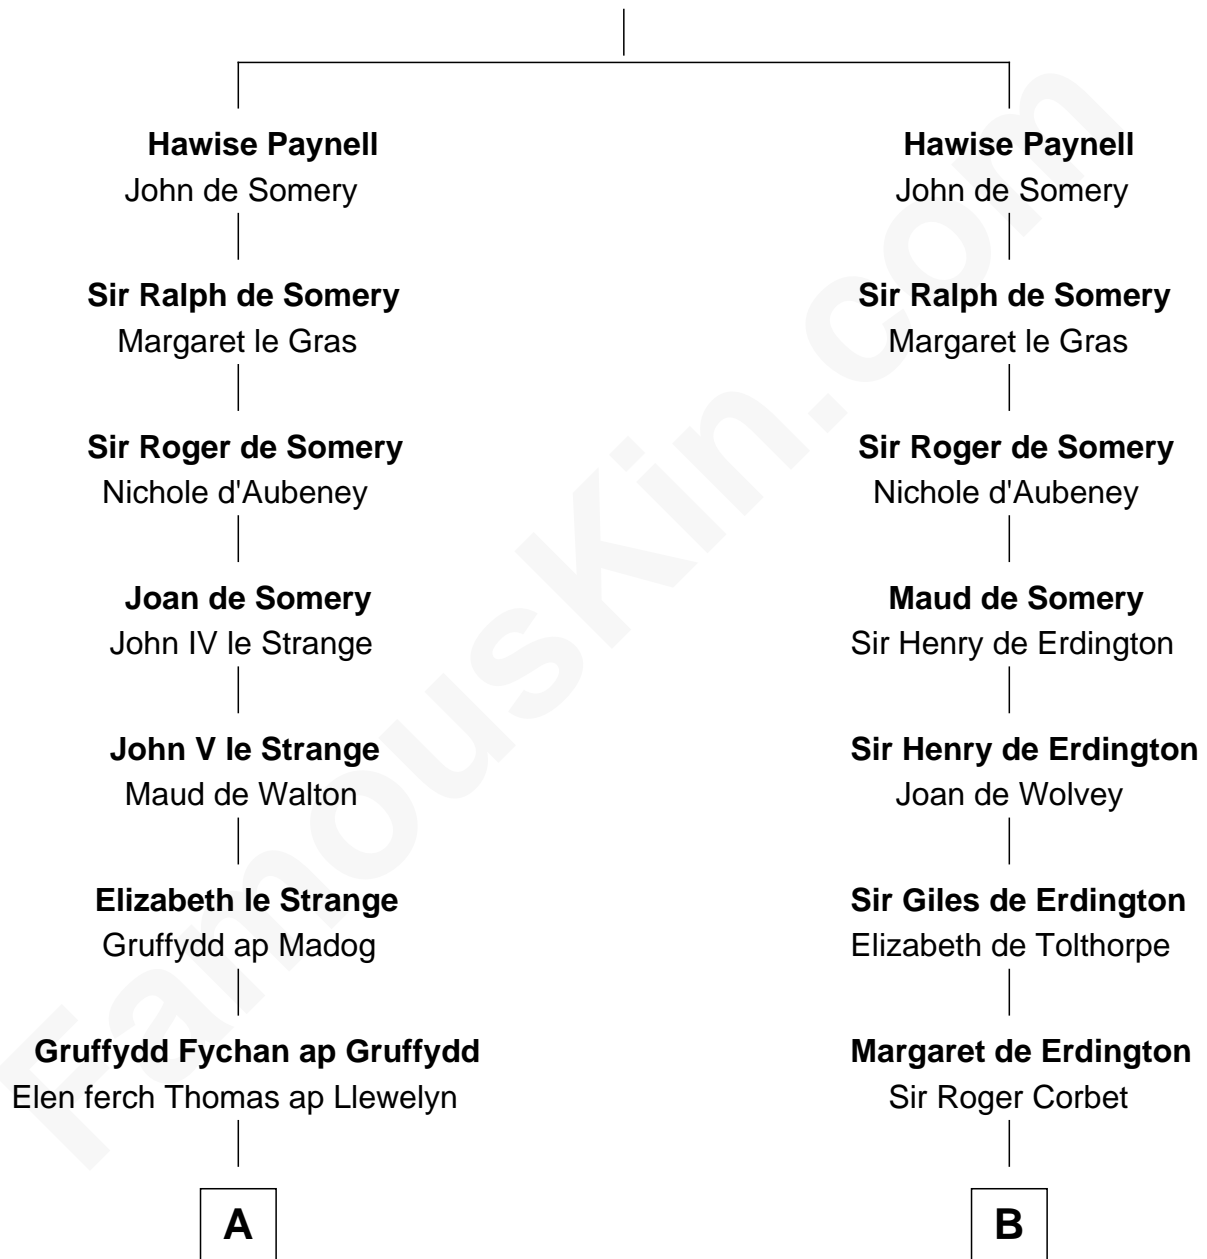 Hawise Paynell
John de Somery
Sir Ralph de Somery
Margaret le Gras
Sir Roger de Somery
Nichole d'Aubeney
Joan de Somery
John IV le Strange
John V le Strange
Maud de Walton
Elizabeth le Strange
Gruffydd ap Madog
Gruffydd Fychan ap Gruffydd
Elen ferch Thomas ap Llewelyn
A
Hawise Paynell
John de Somery
Sir Ralph de Somery
Margaret le Gras
Sir Roger de Somery
Nichole d'Aubeney
Maud de Somery
Sir Henry de Erdington
Sir Henry de Erdington
Joan de Wolvey
Sir Giles de Erdington
Elizabeth de Tolthorpe
Margaret de Erdington
Sir Roger Corbet
B
FamousKin.com